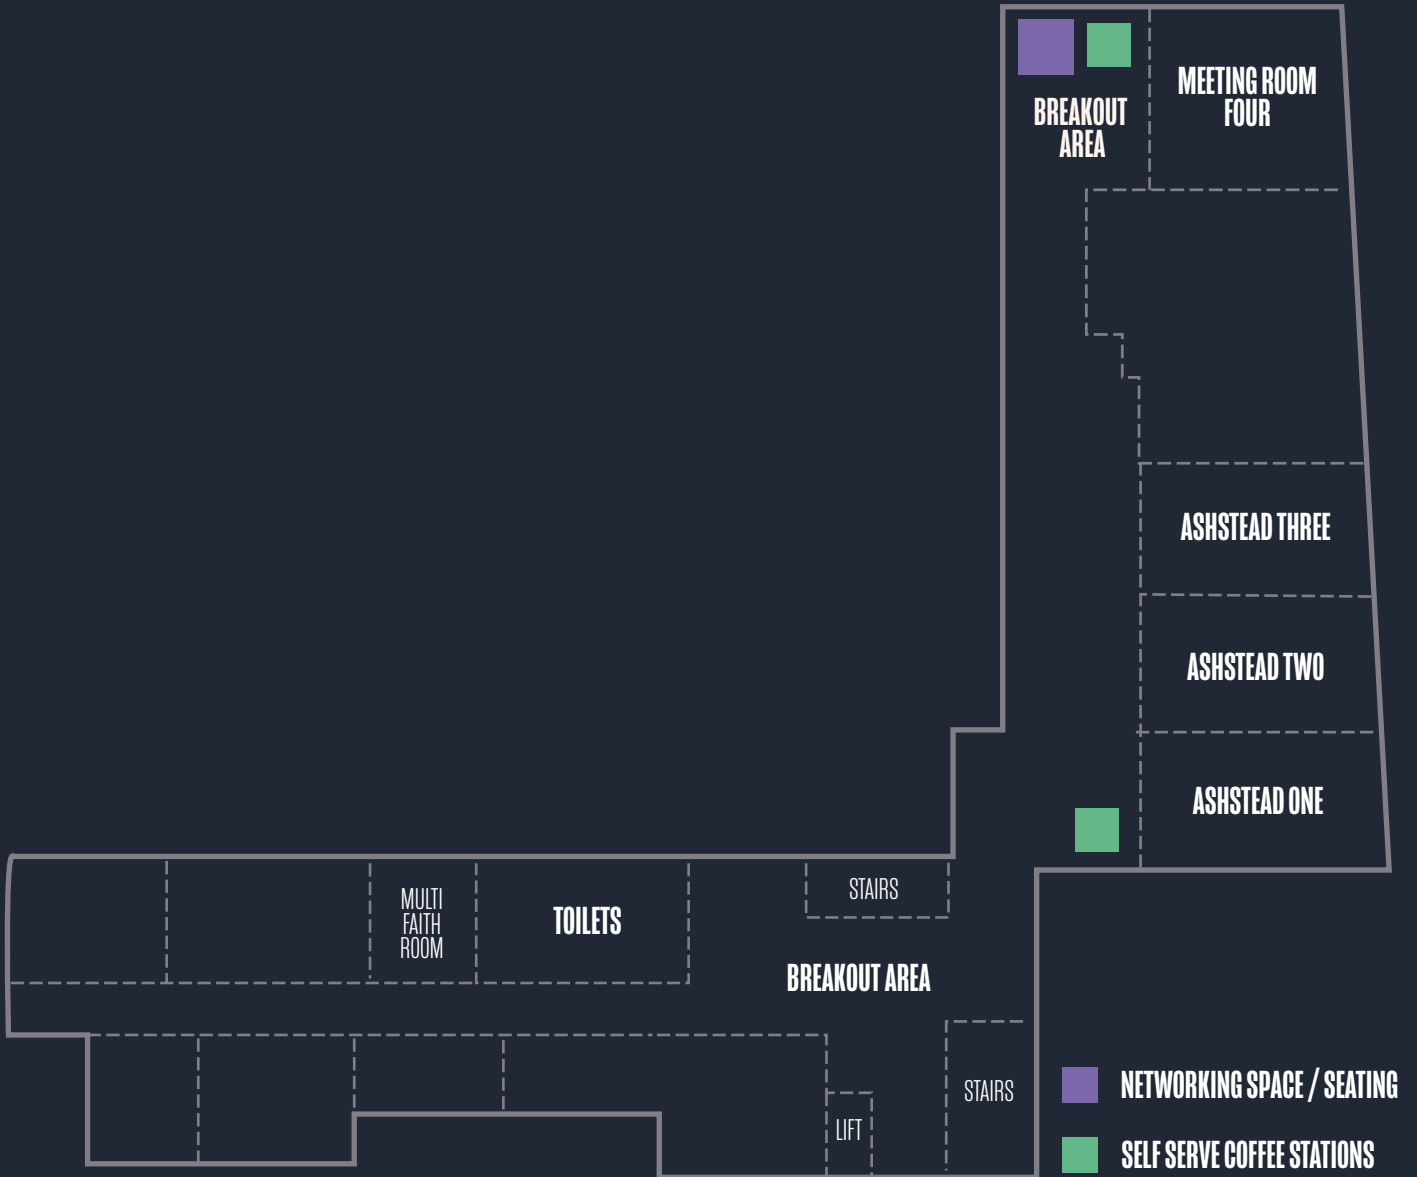 MEETING ROOM
FOUR
BREAKOUT
AREA
ASHSTEAD THREE
ASHSTEAD TWO
ASHSTEAD ONE
MULTI
FAITH
ROOM
TOILETS
STAIRS
BREAKOUT AREA
STAIRS
LIFT
NETWORKING SPACE / SEATING
SELF SERVE COFFEE STATIONS